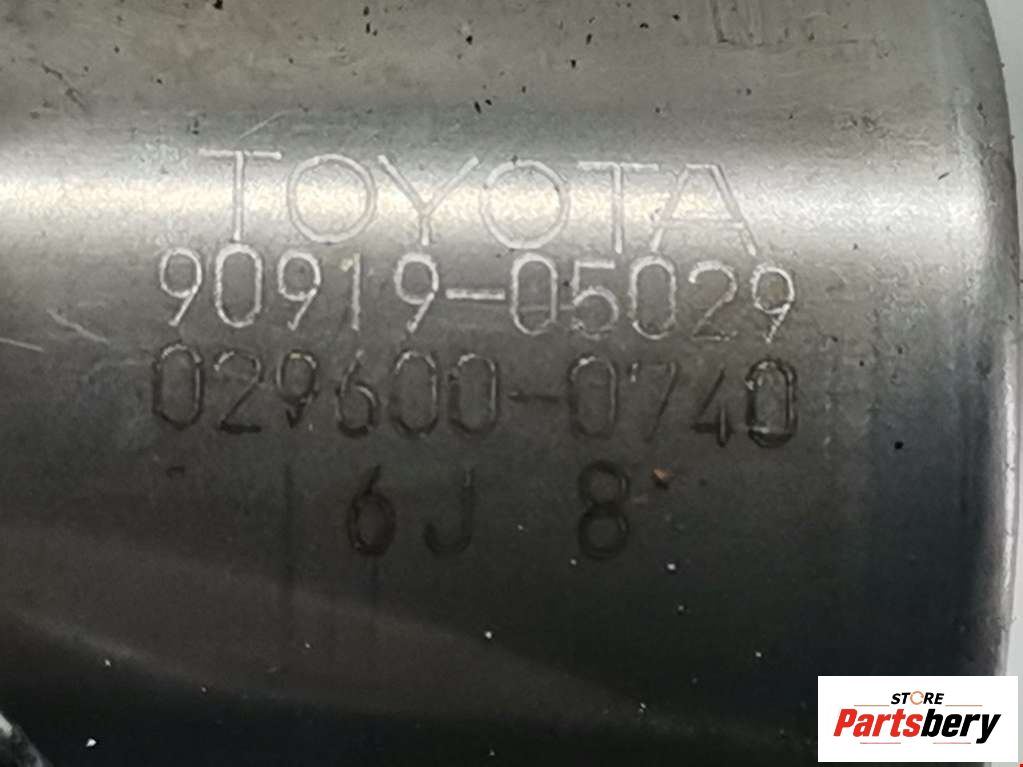 TOYOTA
90919-05029
029600-0740
6J 8
STORE
Partsbery